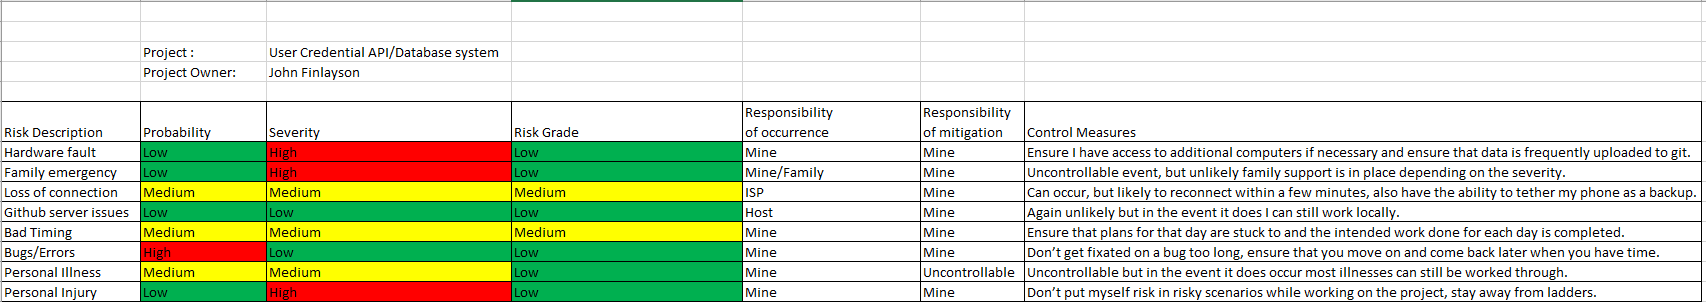 Project : User Credential API/Database system
Project Owner: John Finlayson
Responsibility Responsibility
Risk Description Probability Severity Risk Grade of occurrence of mitigation Control Measures
Hardware fault Low High Low Mine Mine Ensure I have access to additional computers if necessary and ensure that data is frequently uploaded to git.
Family emergency Low High Low Mine/Family Mine Uncontrollable event, but unlikely family support is in place depending on the severity.
Loss of connection Medium Medium Medium ISP Mine Can occur, but likely to reconnect within a few minutes, also have the ability to tether my phone as a backup.
Github server issues Low Low Low Host Mine Again unlikely but in the event it does I can still work locally.
Bad Timing Medium Medium Medium Mine Mine Ensure that plans for that day are stuck to and the intended work done for each day is completed.
Bugs/Errors High Low Low Mine Mine Don't get fixated on a bug too long, ensure that you move on and come back later when you have time.
Personal Illness Medium Medium Low Mine Uncontrollable Uncontrollable but in the event it does occur most illnesses can still be worked through.
Personal Injury Low High Low Mine Mine Don't put myself risk in risky scenarios while working on the project, stay away from ladders.